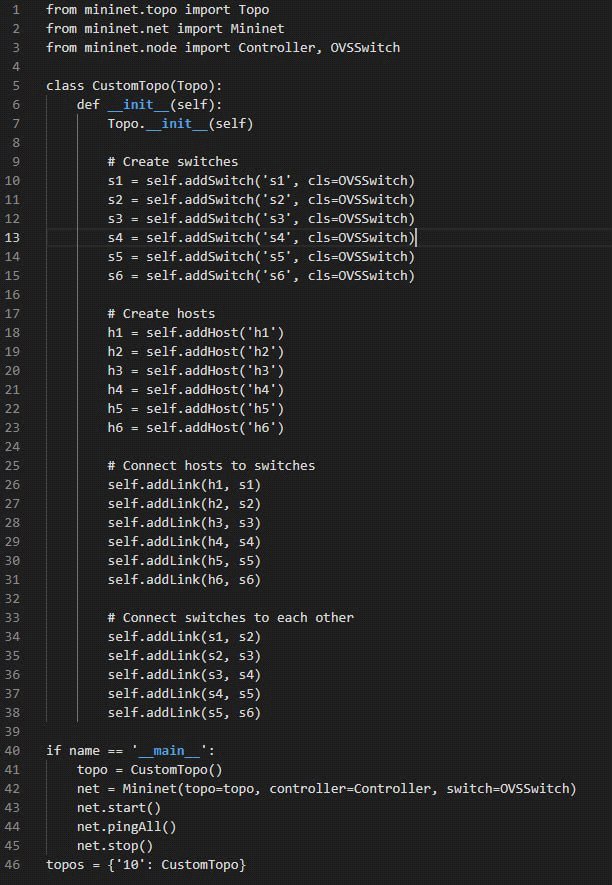 1 from mininet.topo import Topo
2 from mininet.net import Mininet
3 from mininet.node import Controller, OVSSwitch
4
5 class CustomTopo(Topo):
6     def __init__(self):
7         Topo.__init__(self)
8
9         # Create switches
10         s1 = self.addSwitch('s1', cls=OVSSwitch)
11         s2 = self.addSwitch('s2', cls=OVSSwitch)
12         s3 = self.addSwitch('s3', cls=OVSSwitch)
13         s4 = self.addSwitch('s4', cls=OVSSwitch)
14         s5 = self.addSwitch('s5', cls=OVSSwitch)
15         s6 = self.addSwitch('s6', cls=OVSSwitch)
16
17         # Create hosts
18         h1 = self.addHost('h1')
19         h2 = self.addHost('h2')
20         h3 = self.addHost('h3')
21         h4 = self.addHost('h4')
22         h5 = self.addHost('h5')
23         h6 = self.addHost('h6')
24
25         # Connect hosts to switches
26         self.addLink(h1, s1)
27         self.addLink(h2, s2)
28         self.addLink(h3, s3)
29         self.addLink(h4, s4)
30         self.addLink(h5, s5)
31         self.addLink(h6, s6)
32
33         # Connect switches to each other
34         self.addLink(s1, s2)
35         self.addLink(s2, s3)
36         self.addLink(s3, s4)
37         self.addLink(s4, s5)
38         self.addLink(s5, s6)
39
40 if name == '__main__':
41     topo = CustomTopo()
42     net = Mininet(topo=topo, controller=Controller, switch=OVSSwitch)
43     net.start()
44     net.pingAll()
45     net.stop()
46 topos = {'10': CustomTopo}